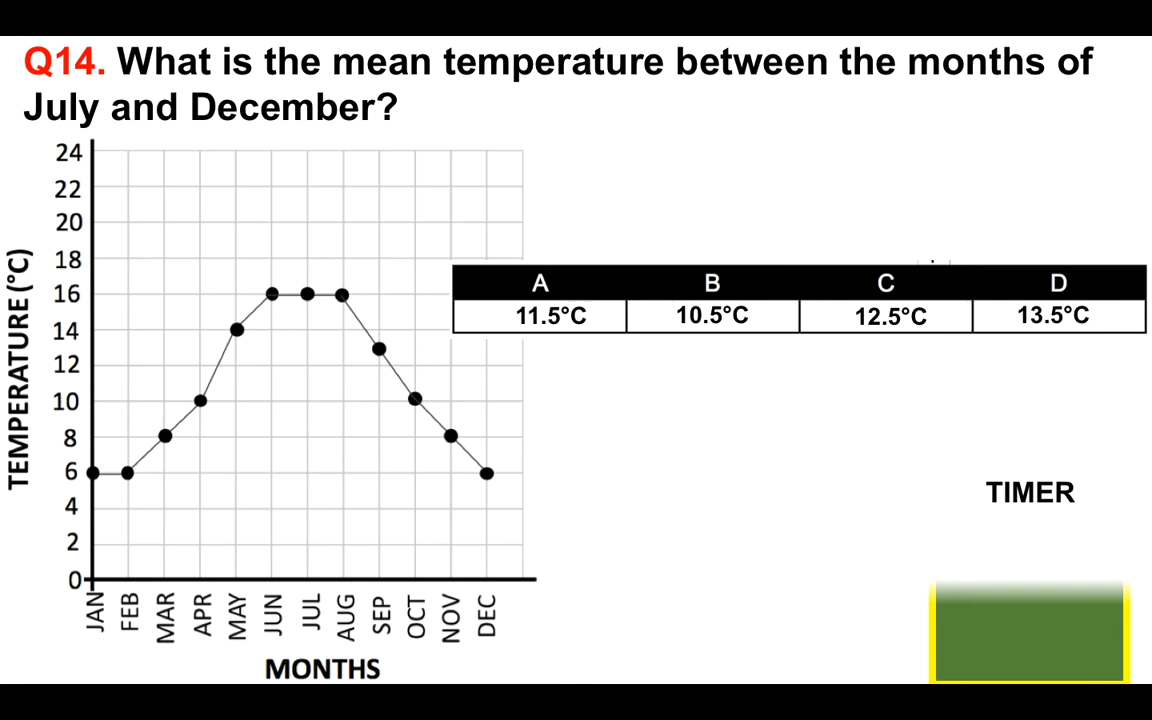 Q14. What is the mean temperature between the months of
July and December?
24
22
20
18
16
14
12
10
8
6
4
2
0
TEMPERATURE (°C)
A B C D
11.5°C 10.5°C 12.5°C 13.5°C
TIMER
JAN FEB MAR APR MAY JUN JUL AUG SEP OCT NOV DEC
MONTHS